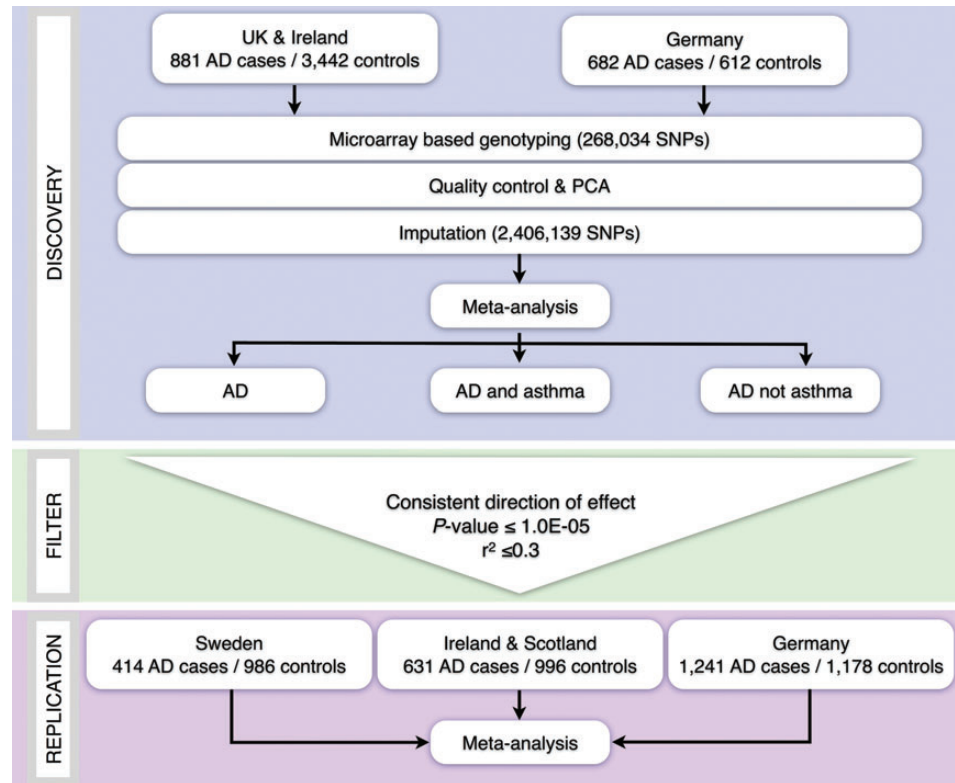 DISCOVERY
UK & Ireland
881 AD cases / 3,442 controls
Germany
682 AD cases / 612 controls
Microarray based genotyping (268,034 SNPs)
Quality control & PCA
Imputation (2,406,139 SNPs)
Meta-analysis
AD
AD and asthma
AD not asthma
FILTER
Consistent direction of effect
P-value ≤ 1.0E-05
r² ≤0.3
REPLICATION
Sweden
414 AD cases / 986 controls
Ireland & Scotland
631 AD cases / 996 controls
Germany
1,241 AD cases / 1,178 controls
Meta-analysis